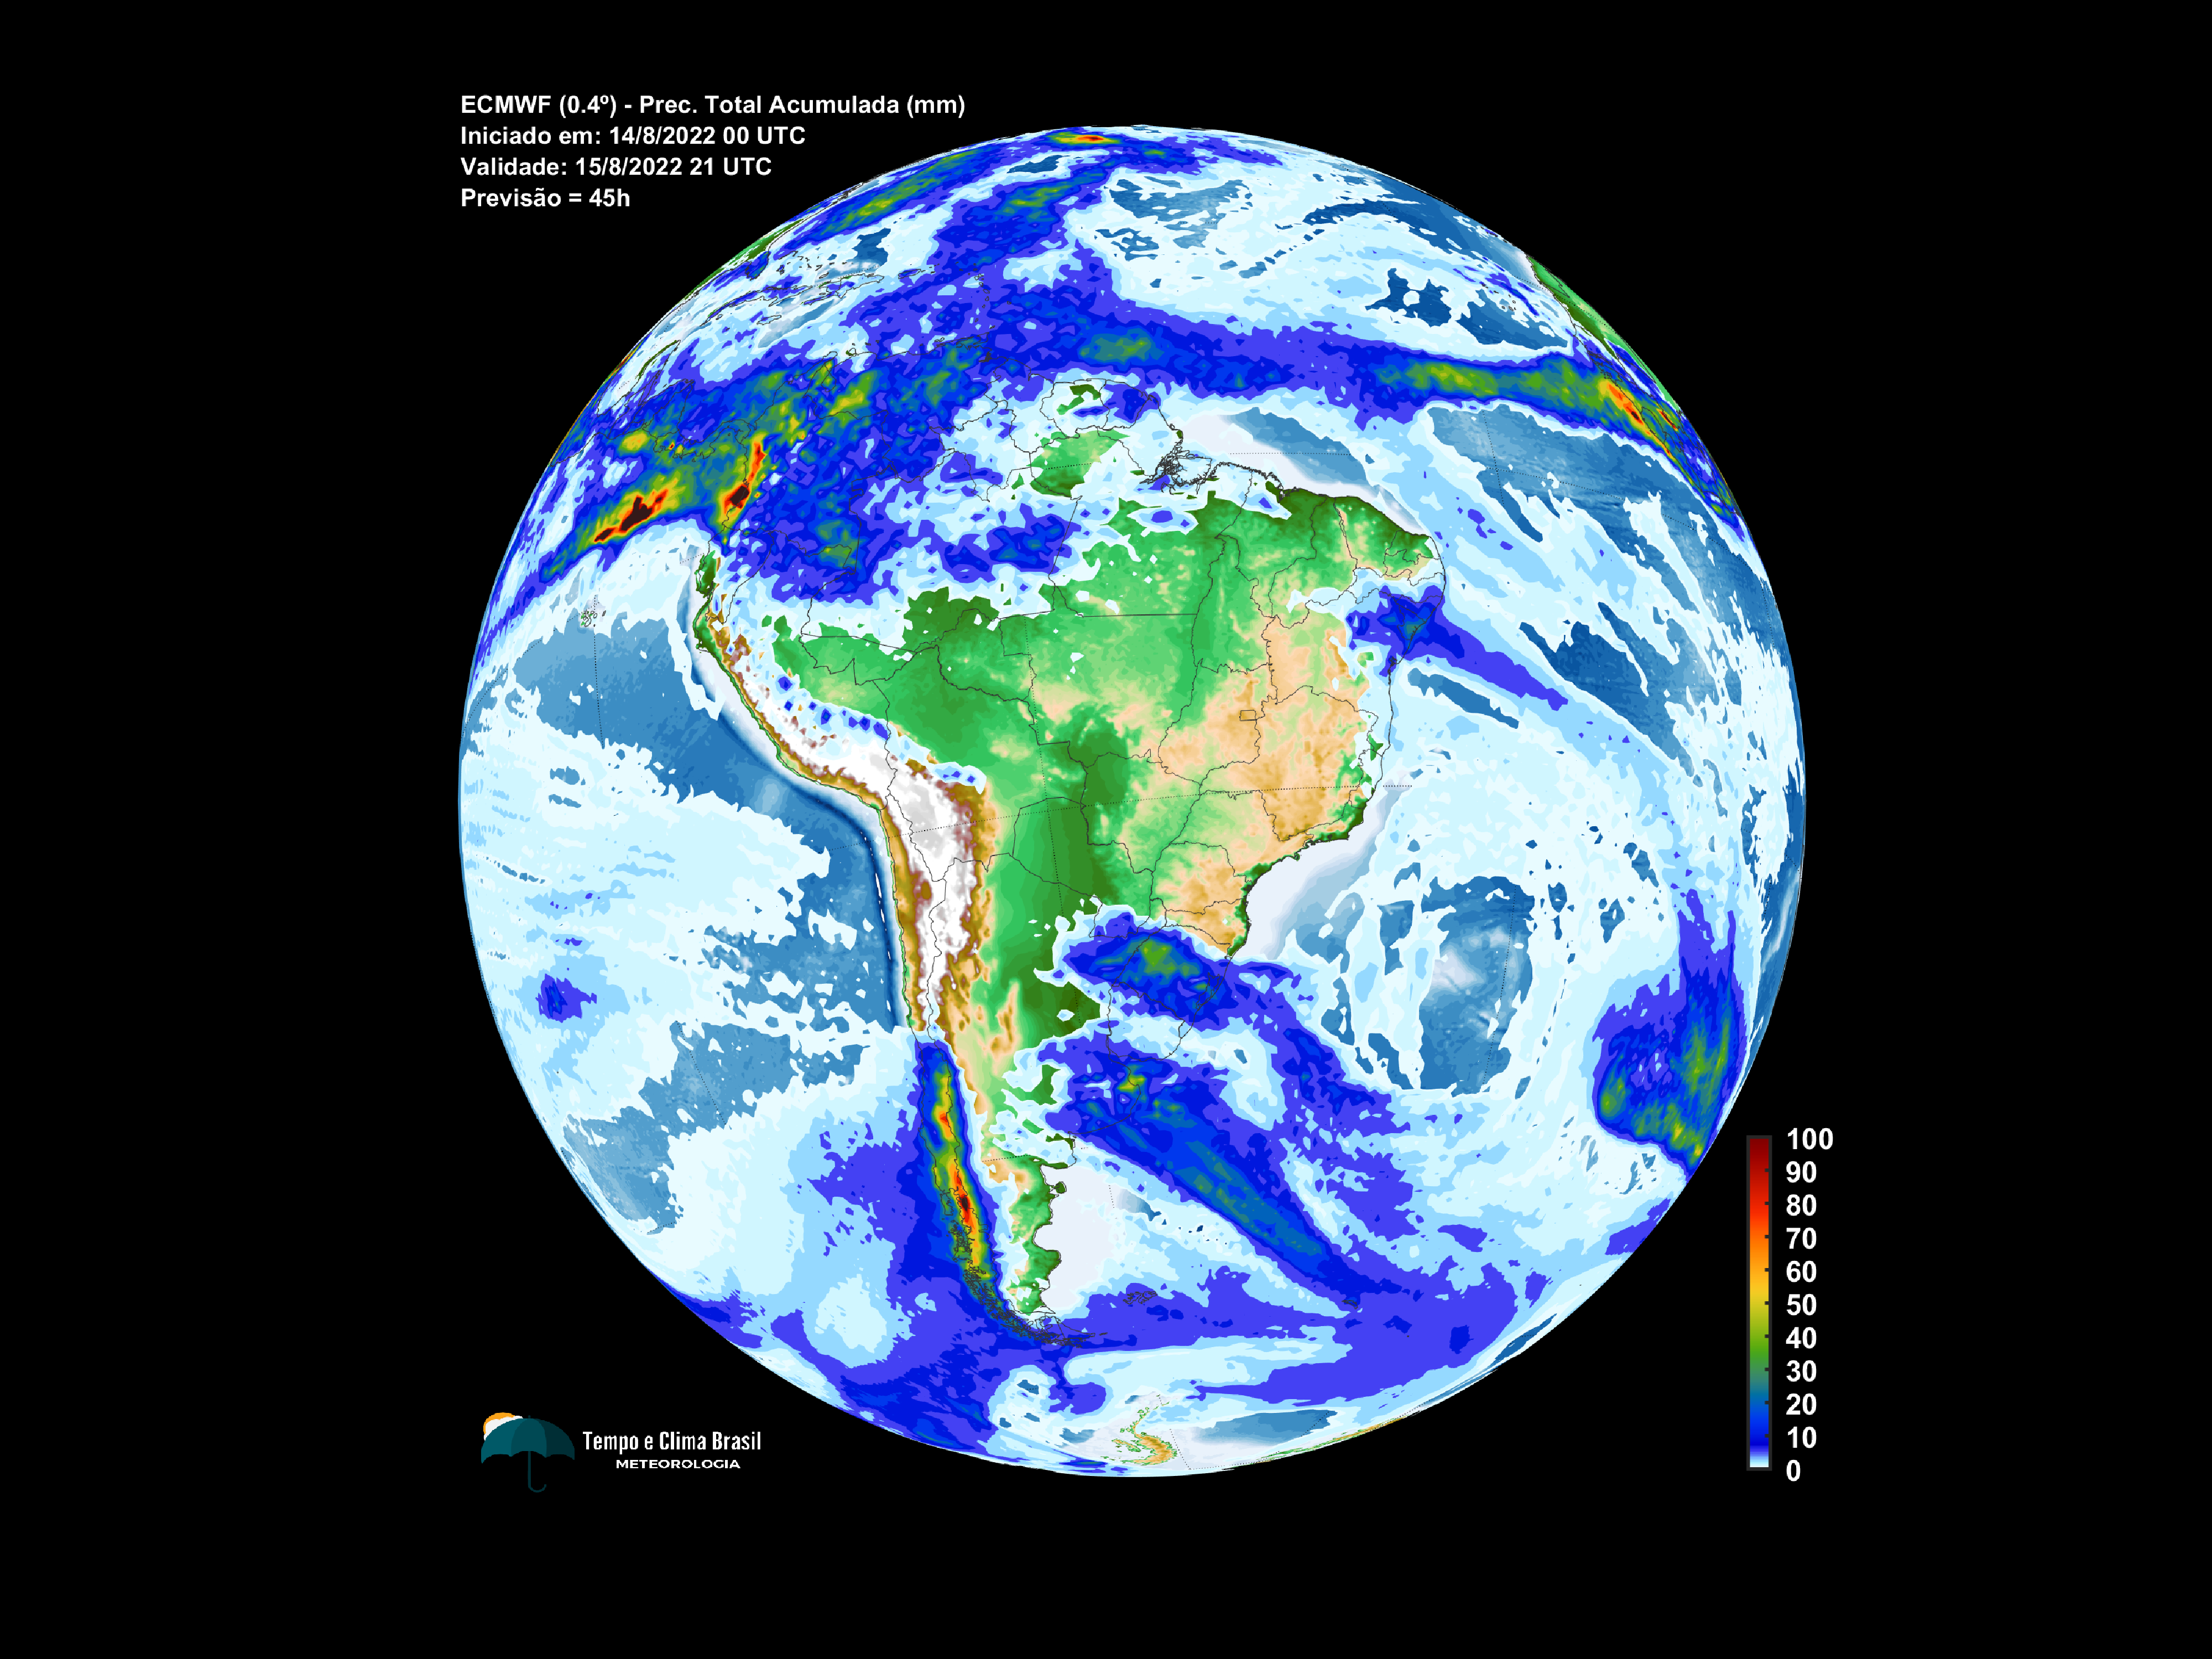 ECMWF (0.4º) - Prec. Total Acumulada (mm)
Iniciado em: 14/8/2022 00 UTC
Validade: 15/8/2022 21 UTC
Previsão = 45h
100
90
80
70
60
50
40
30
20
10
0
Tempo e Clima Brasil
METEOROLOGIA